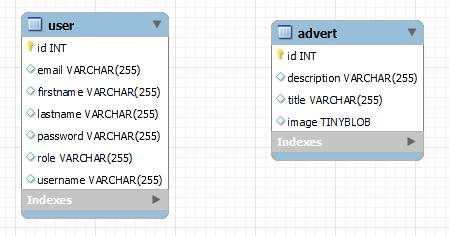 user
id INT
email VARCHAR(255)
firstname VARCHAR(255)
lastname VARCHAR(255)
password VARCHAR(255)
role VARCHAR(255)
username VARCHAR(255)
Indexes
advert
id INT
description VARCHAR(255)
title VARCHAR(255)
image TINYBLOB
Indexes